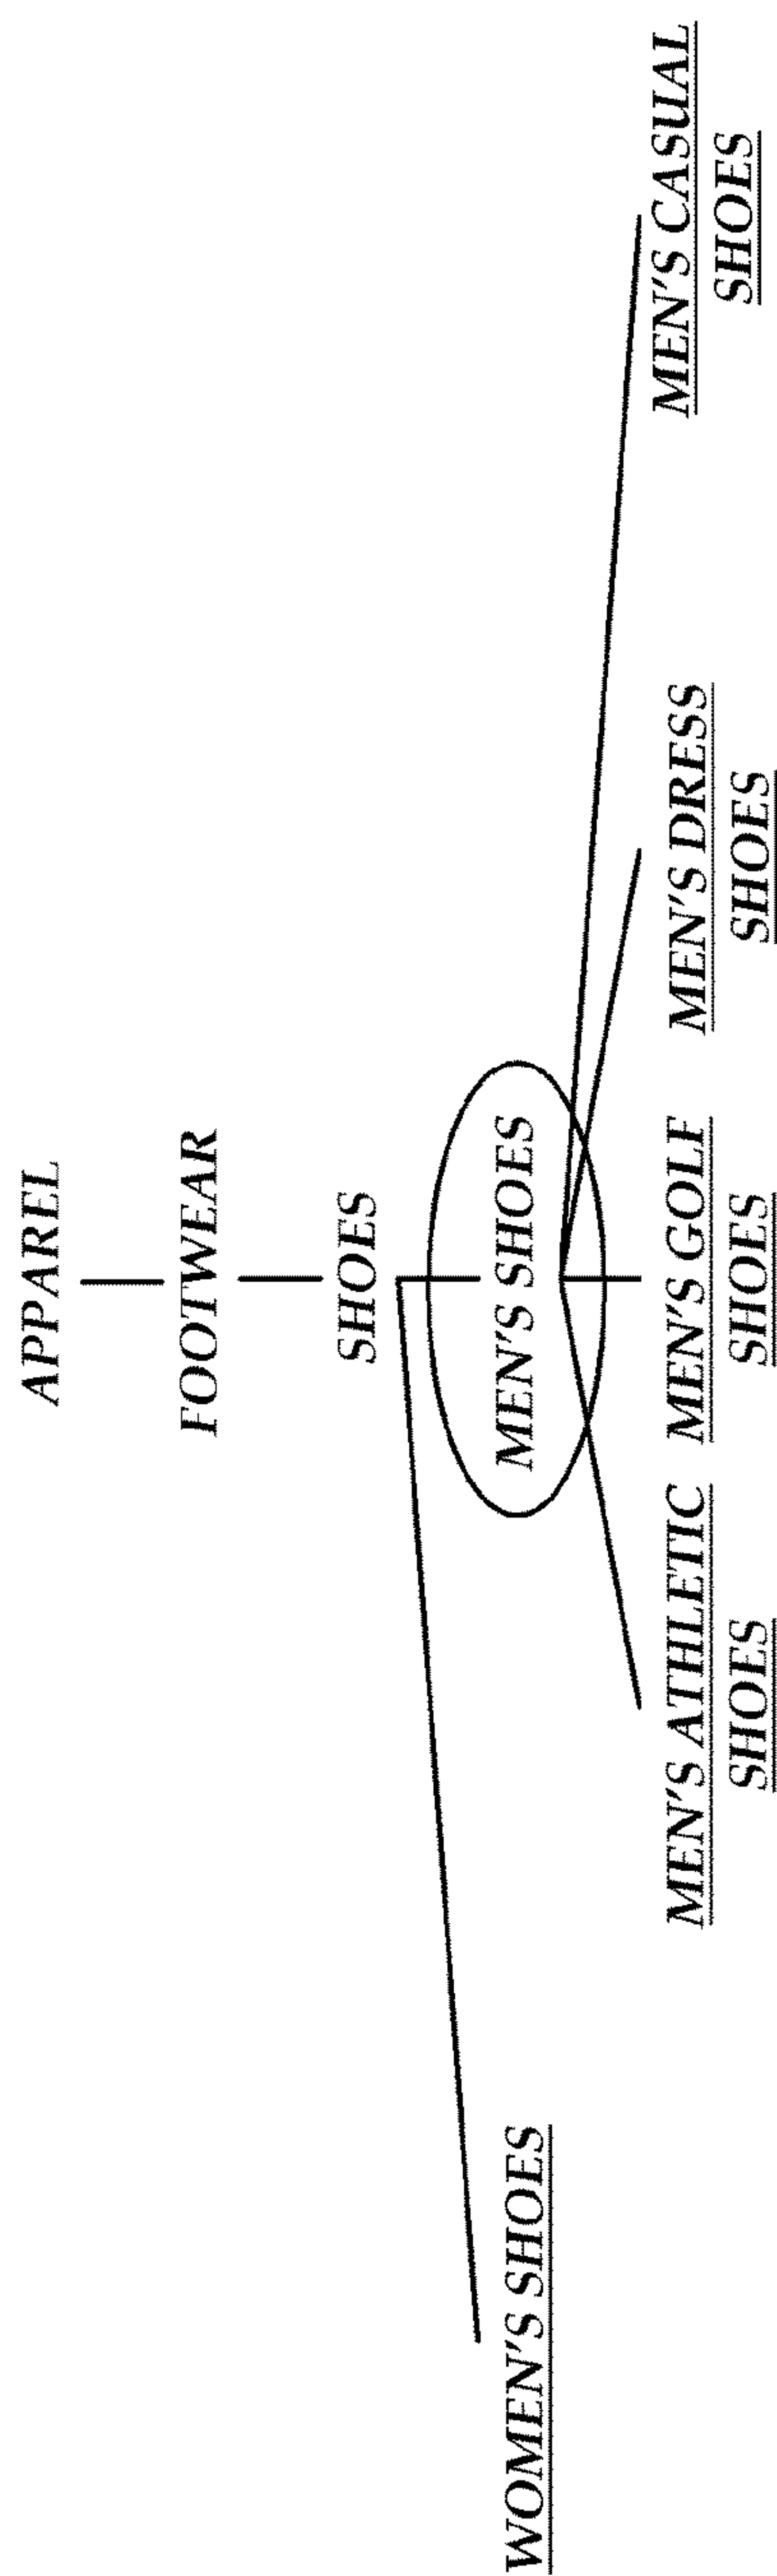 APPAREL
FOOTWEAR
SHOES
WOMEN'S SHOES
MEN'S SHOES
MEN'S ATHLETIC
SHOES
MEN'S GOLF
SHOES
MEN'S DRESS
SHOES
MEN'S CASUAL
SHOES